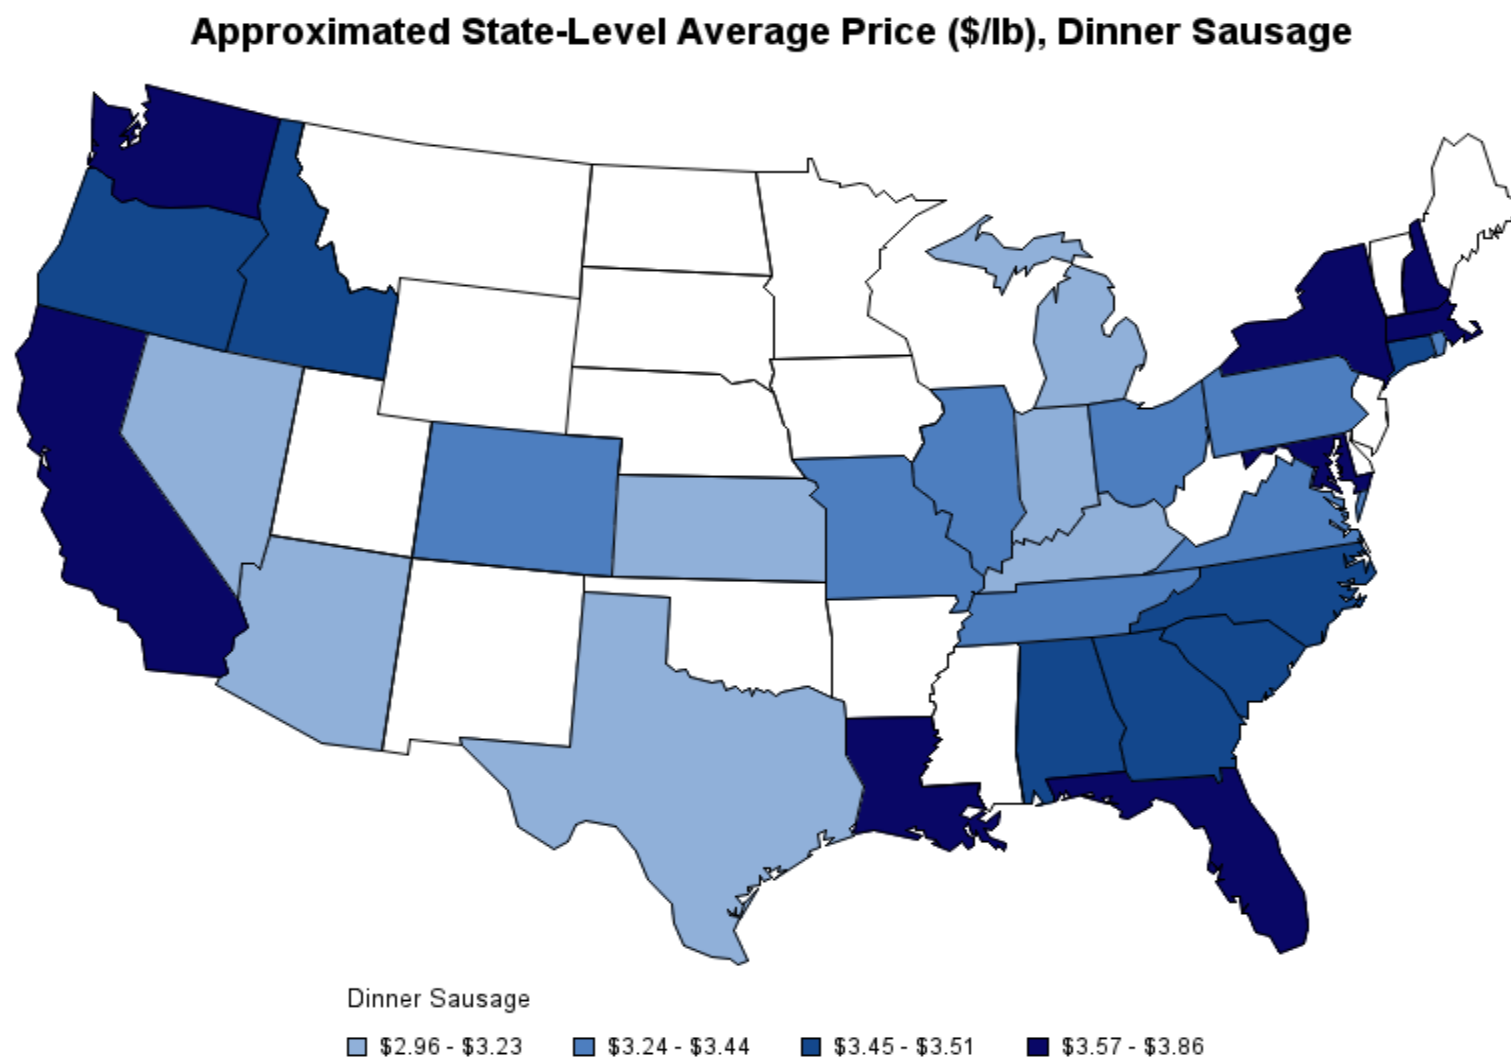 Approximated State-Level Average Price ($/lb), Dinner Sausage
Dinner Sausage
$2.96 - $3.23 $3.24 - $3.44 $3.45 - $3.51 $3.57 - $3.86